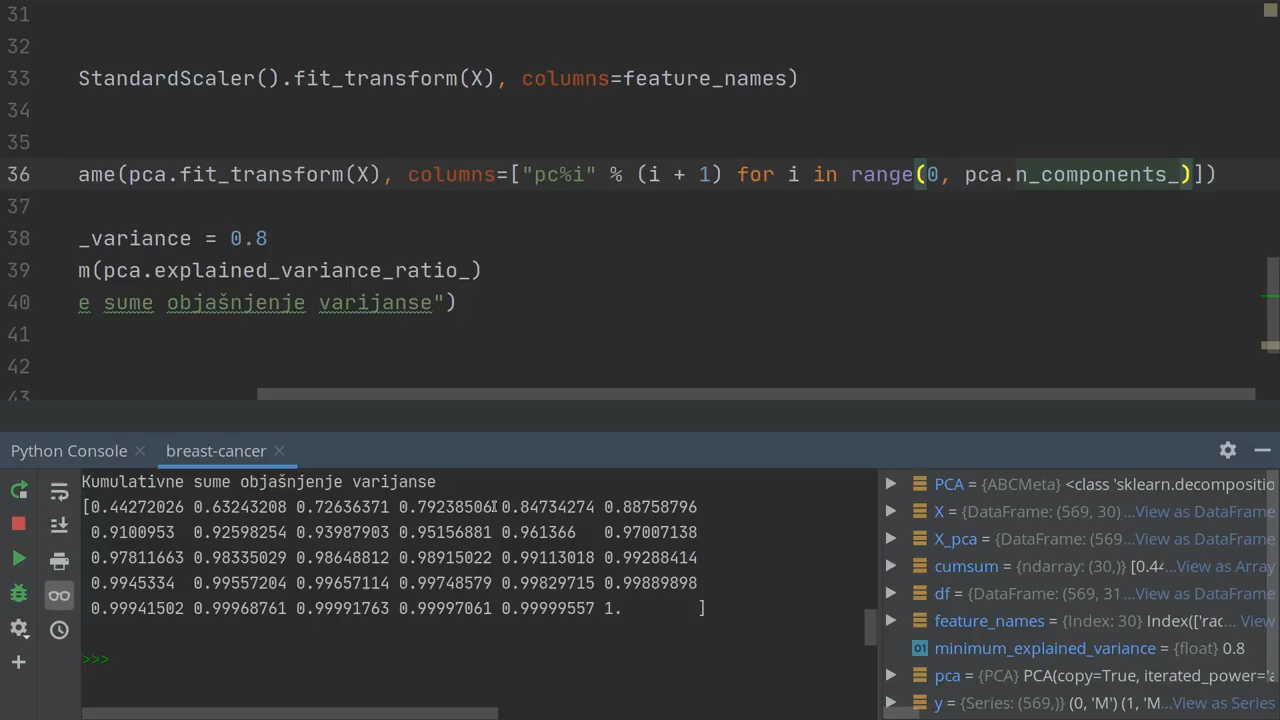 31
32
33 StandardScaler().fit_transform(X), columns=feature_names)
34
35
36 ame(pca.fit_transform(X), columns=["pc%i" % (i + 1) for i in range(0, pca.n_components_)])
37
38 _variance = 0.8
39 m(pca.explained_variance_ratio_)
40 e sume objašnjenje varijanse")
41
42
43
Python Console breast-cancer
Kumulativne sume objašnjenje varijanse
[0.44272026 0.63243208 0.72636371 0.79238506 0.84734274 0.88758796
0.9100953 0.92598254 0.93987903 0.95156881 0.961366 0.97007138
0.97811663 0.98335029 0.98648812 0.98915022 0.99113018 0.99288414
0.9945334 0.99557204 0.99657114 0.99748579 0.99829715 0.99889898
0.99941502 0.99968761 0.99991763 0.99997061 0.99999557 1. ]
>>>
PCA = {ABCMeta} <class 'sklearn.decompositio
X = {DataFrame: (569, 30) ...View as DataFrame
X_pca = {DataFrame: (569...View as DataFrame
cumsum = {ndarray: (30,)} [0.44...View as Array
df = {DataFrame: (569, 31...View as DataFrame
feature_names = {Index: 30} Index(['rac... View
01 minimum_explained_variance = {float} 0.8
pca = {PCA} PCA(copy=True, iterated_power='a
y = {Series: (569,)} (0, 'M') (1, 'M...View as Series